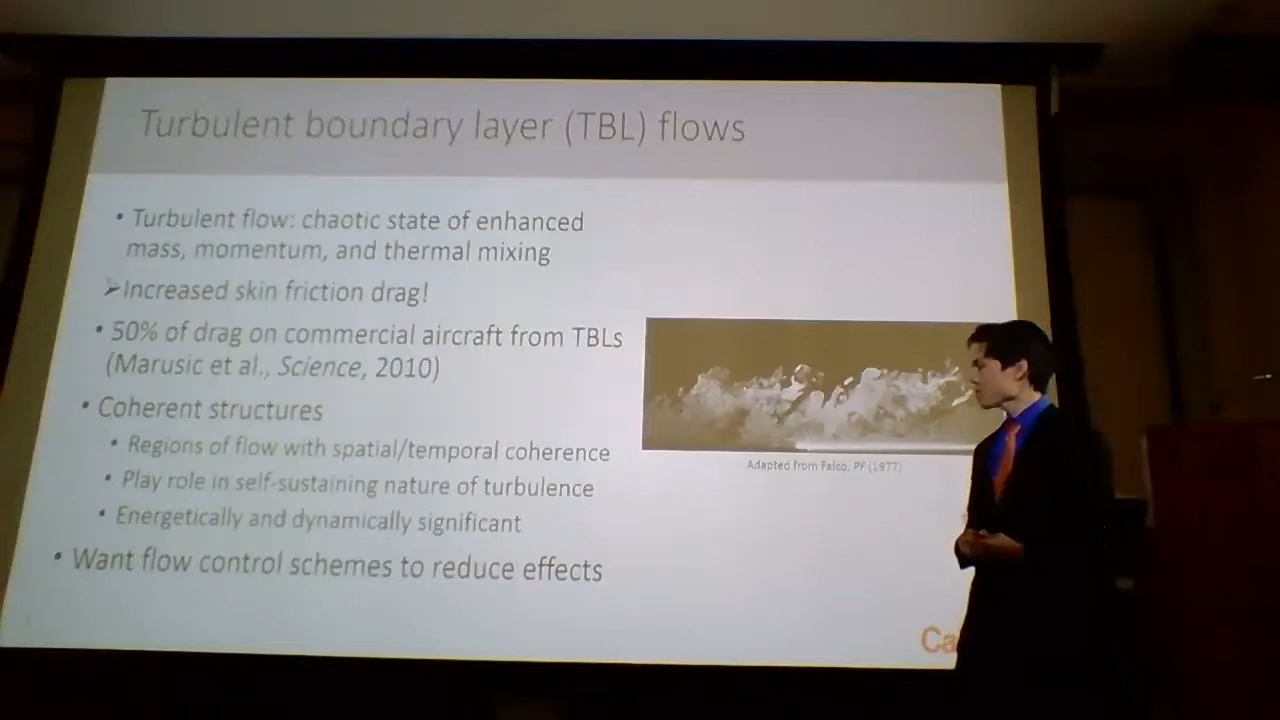 Turbulent boundary layer (TBL) flows
• Turbulent flow: chaotic state of enhanced
mass, momentum, and thermal mixing
➢Increased skin friction drag!
• 50% of drag on commercial aircraft from TBLs
(Marusic et al., Science, 2010)
• Coherent structures
• Regions of flow with spatial/temporal coherence
• Play role in self-sustaining nature of turbulence
• Energetically and dynamically significant
• Want flow control schemes to reduce effects
Adapted from Falco, PF (1977)
Ca